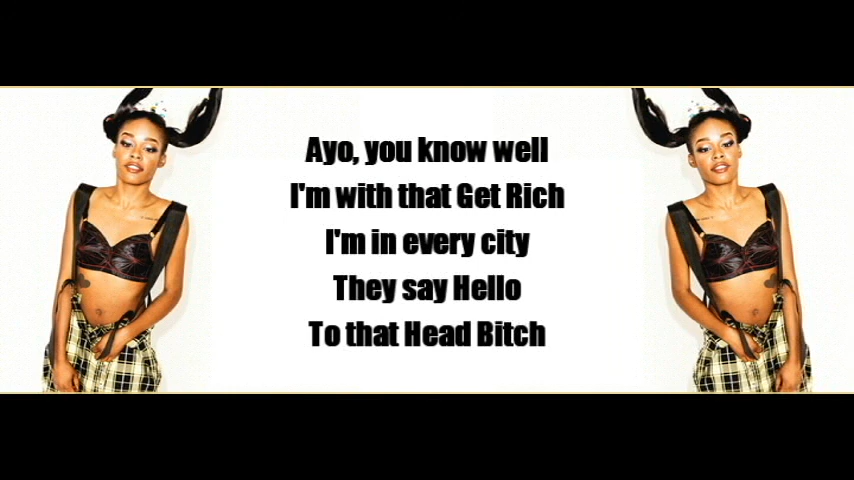 Ayo, you know well
I'm with that Get Rich
I'm in every city
They say Hello
To that Head Bitch